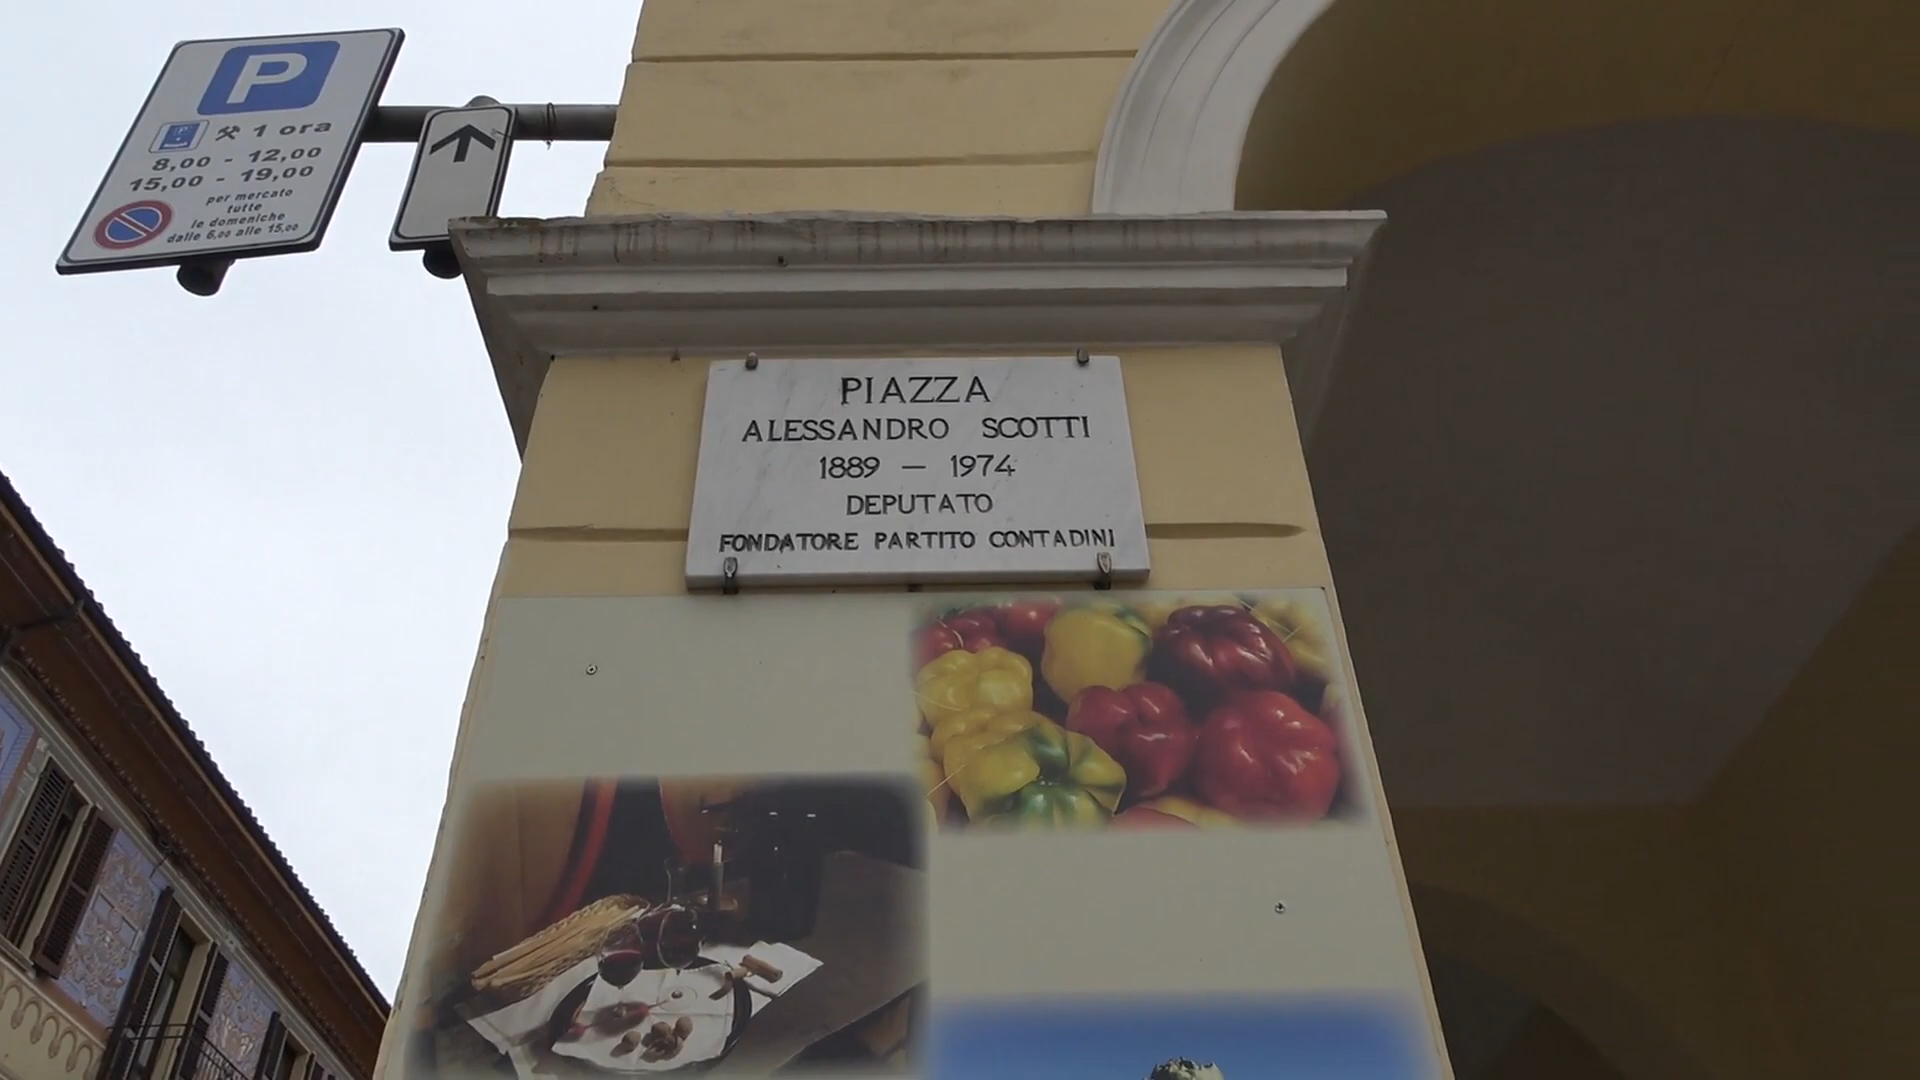 P
1 ora
8,00 - 12,00
15,00 - 19,00
per mercato
tutte
le domeniche
dalle 6,00 alle 15,00
PIAZZA
ALESSANDRO SCOTTI
1889 — 1974
DEPUTATO
FONDATORE PARTITO CONTADINI